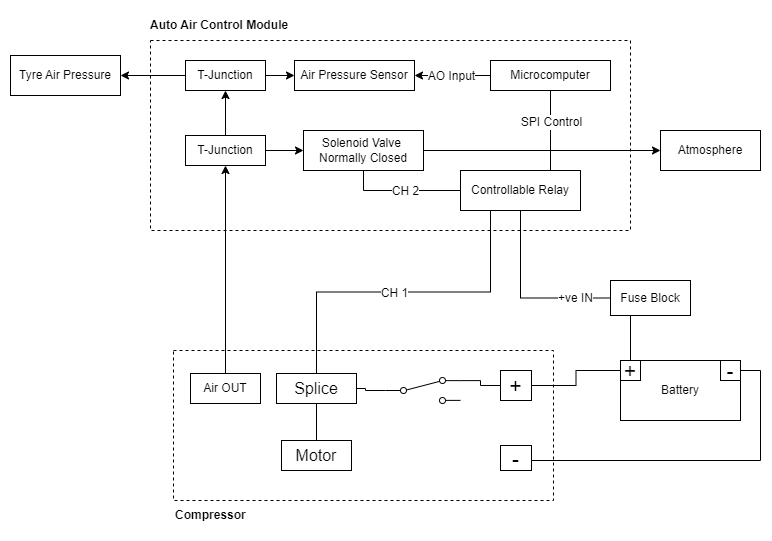 Auto Air Control Module
Tyre Air Pressure
T-Junction
Air Pressure Sensor
AO Input
Microcomputer
SPI Control
T-Junction
Solenoid Valve
Normally Closed
Atmosphere
CH 2
Controllable Relay
CH 1
+ve IN
Fuse Block
Air OUT
Splice
+
+
-
Battery
Motor
-
Compressor